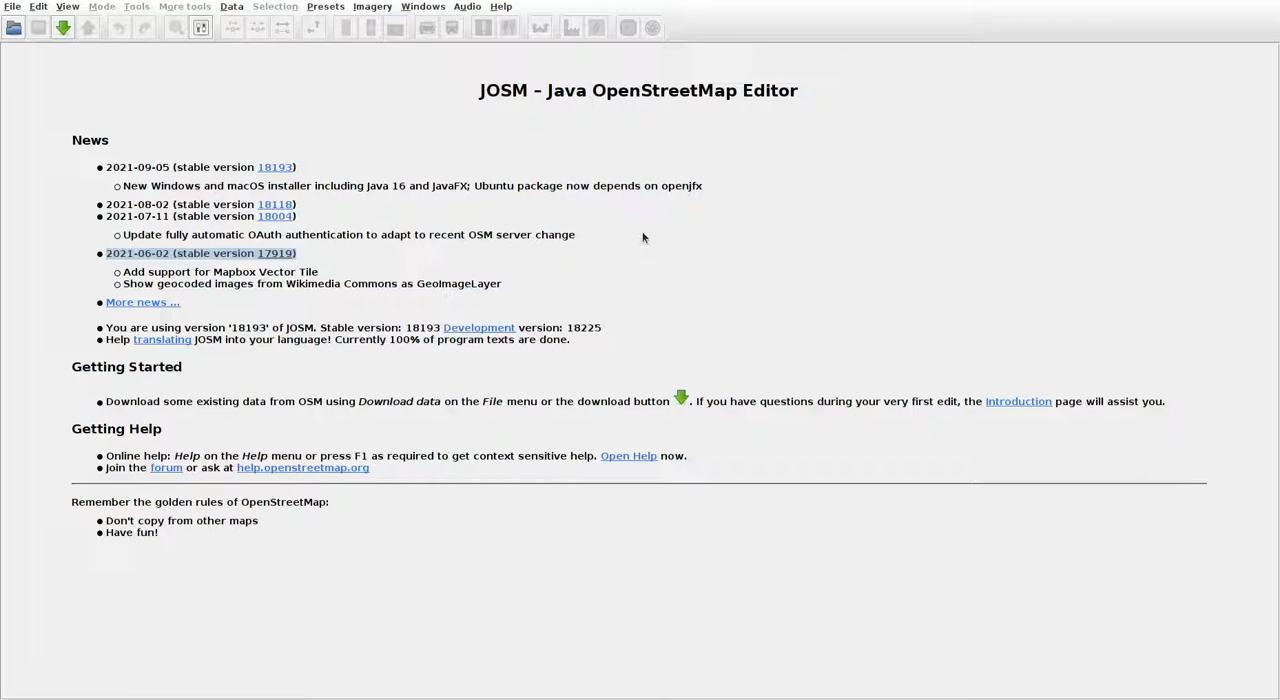 File Edit View Mode Tools More tools Data Selection Presets Imagery Windows Audio Help
JOSM – Java OpenStreetMap Editor
News
2021-09-05 (stable version 18193)
New Windows and macOS installer including Java 16 and JavaFX; Ubuntu package now depends on openjfx
2021-08-02 (stable version 18118)
2021-07-11 (stable version 18004)
Update fully automatic OAuth authentication to adapt to recent OSM server change
2021-06-02 (stable version 17919)
Add support for Mapbox Vector Tile
Show geocoded images from Wikimedia Commons as GeoImageLayer
More news ...
You are using version '18193' of JOSM. Stable version: 18193 Development version: 18225
Help translating JOSM into your language! Currently 100% of program texts are done.
Getting Started
Download some existing data from OSM using Download data on the File menu or the download button . If you have questions during your very first edit, the Introduction page will assist you.
Getting Help
Online help: Help on the Help menu or press F1 as required to get context sensitive help. Open Help now.
Join the forum or ask at help.openstreetmap.org
Remember the golden rules of OpenStreetMap:
Don't copy from other maps
Have fun!